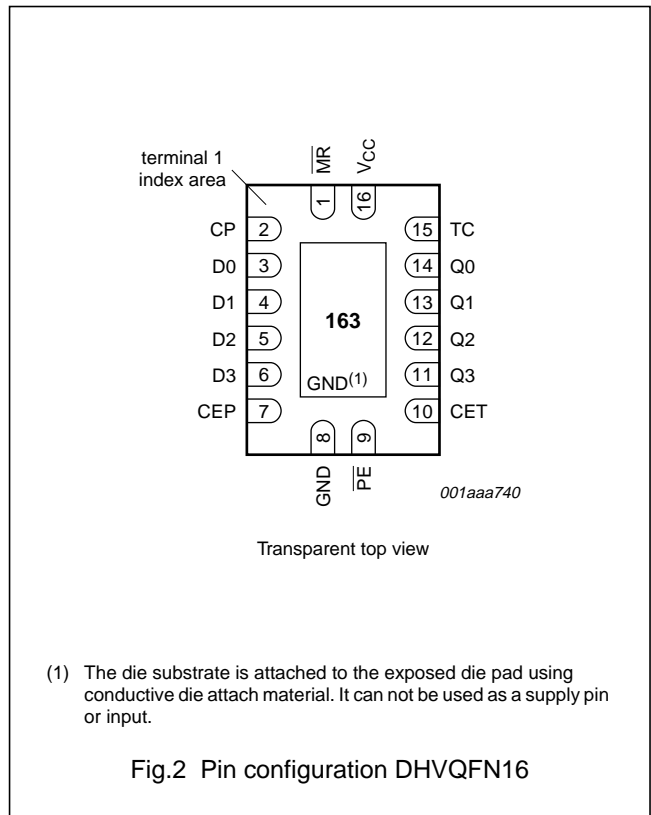 terminal 1
index area
M̅R̅
VCC
1
16
CP 2
15 TC
D0 3
14 Q0
D1 4
13 Q1
D2 5
12 Q2
D3 6
11 Q3
CEP 7
10 CET
163
GND(1)
8
9
GND
P̅E̅
001aaa740
Transparent top view
(1) The die substrate is attached to the exposed die pad using
conductive die attach material. It can not be used as a supply pin
or input.
Fig.2 Pin configuration DHVQFN16